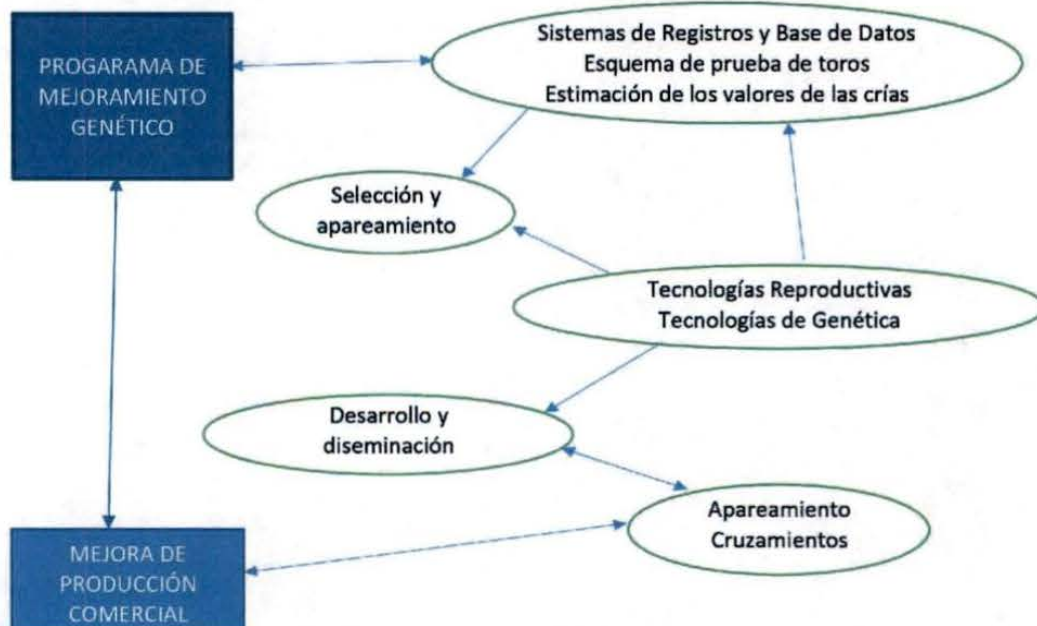 PROGARAMA DE
MEJORAMIENTO
GENÉTICO
Sistemas de Registros y Base de Datos
Esquema de prueba de toros
Estimación de los valores de las crías
Selección y
apareamiento
Tecnologías Reproductivas
Tecnologías de Genética
Desarrollo y
diseminación
Apareamiento
Cruzamientos
MEJORA DE
PRODUCCIÓN
COMERCIAL